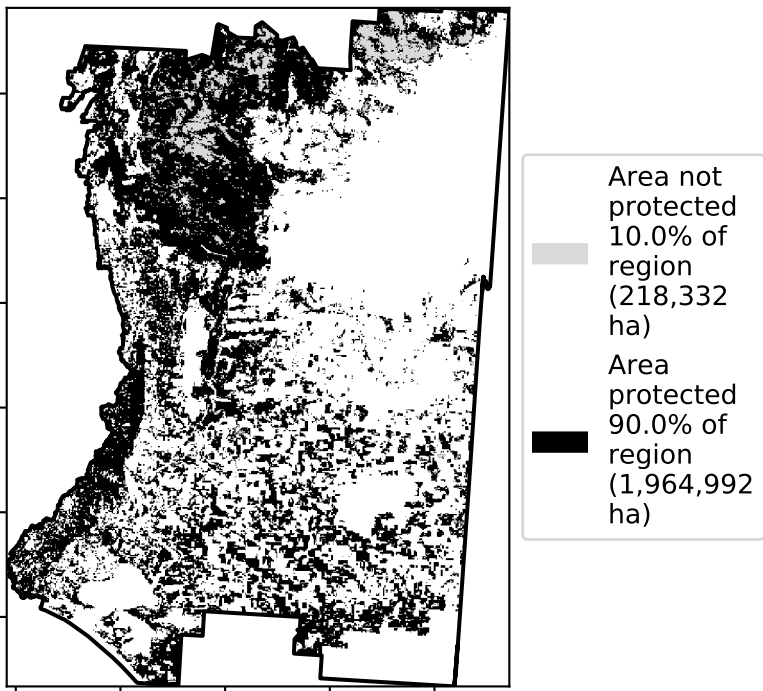 Area not
protected
10.0% of
region
(218,332
ha)
Area
protected
90.0% of
region
(1,964,992
ha)